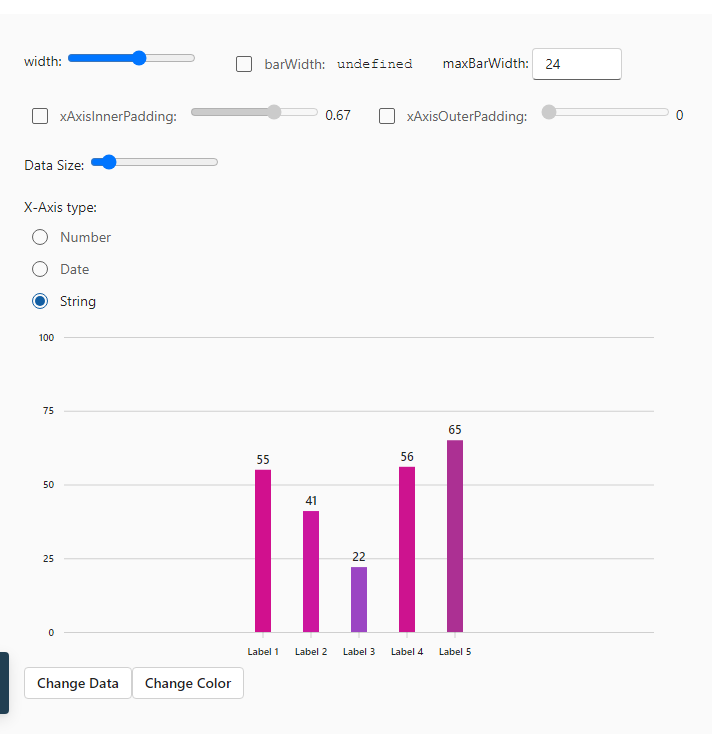 width: barWidth: undefined maxBarWidth: 24
xAxisInnerPadding: 0.67 xAxisOuterPadding: 0
Data Size:
X-Axis type:
Number
Date
String
100
75
65
55
56
50
41
25
22
0
Label 1 Label 2 Label 3 Label 4 Label 5
Change Data Change Color